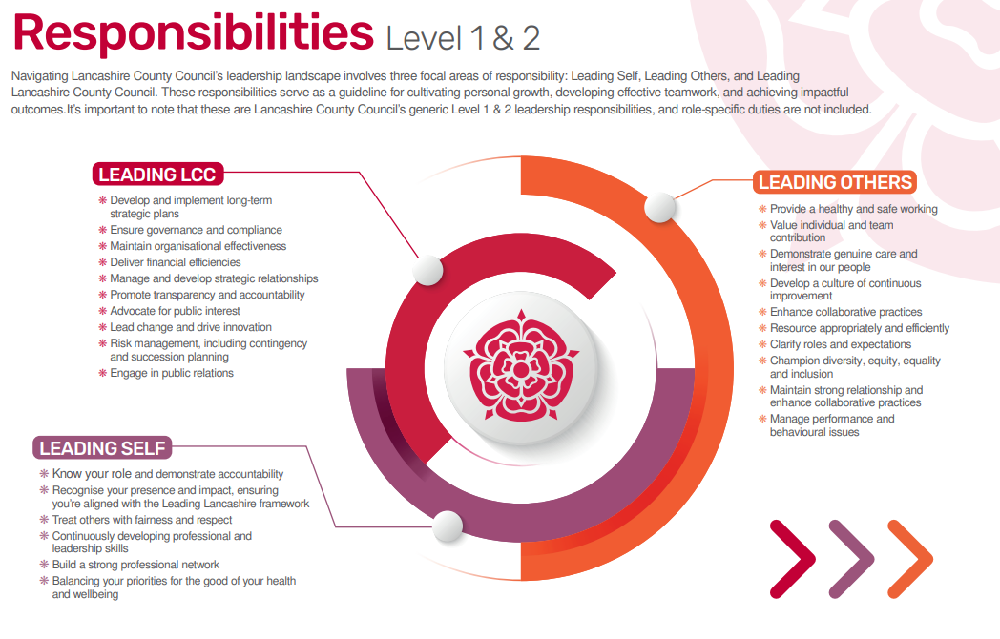 Responsibilities Level 1 & 2
Navigating Lancashire County Council's leadership landscape involves three focal areas of responsibility: Leading Self, Leading Others, and Leading
Lancashire County Council. These responsibilities serve as a guideline for cultivating personal growth, developing effective teamwork, and achieving impactful
outcomes.It's important to note that these are Lancashire County Council's generic Level 1 & 2 leadership responsibilities, and role-specific duties are not included.
LEADING LCC
Develop and implement long-term
strategic plans
Ensure governance and compliance
Maintain organisational effectiveness
Deliver financial efficiencies
Manage and develop strategic relationships
Promote transparency and accountability
Advocate for public interest
Lead change and drive innovation
Risk management, including contingency
and succession planning
Engage in public relations
LEADING OTHERS
Provide a healthy and safe working
Value individual and team
contribution
Demonstrate genuine care and
interest in our people
Develop a culture of continuous
improvement
Enhance collaborative practices
Resource appropriately and efficiently
Clarify roles and expectations
Champion diversity, equity, equality
and inclusion
Maintain strong relationship and
enhance collaborative practices
Manage performance and
behavioural issues
LEADING SELF
Know your role and demonstrate accountability
Recognise your presence and impact, ensuring
you're aligned with the Leading Lancashire framework
Treat others with fairness and respect
Continuously developing professional and
leadership skills
Build a strong professional network
Balancing your priorities for the good of your health
and wellbeing